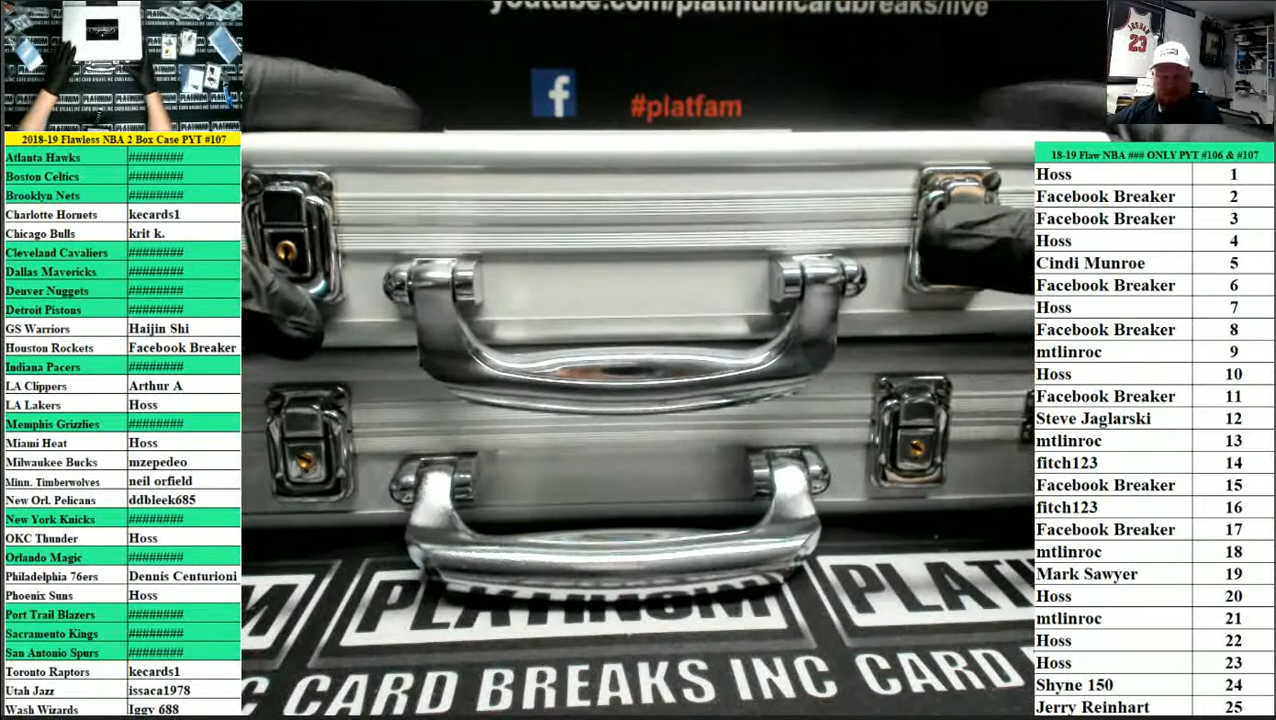 youtube.com/platinumcardbreaks/live
#platfam
JOSHAN
23
2018-19 Flawless NBA 2 Box Case PYT #107
Atlanta Hawks ########
Boston Celtics ########
Brooklyn Nets ########
Charlotte Hornets kecards1
Chicago Bulls krit k.
Cleveland Cavaliers ########
Dallas Mavericks ########
Denver Nuggets ########
Detroit Pistons ########
GS Warriors Haijin Shi
Houston Rockets Facebook Breaker
Indiana Pacers ########
LA Clippers Arthur A
LA Lakers Hoss
Memphis Grizzlies ########
Miami Heat Hoss
Milwaukee Bucks mzepedeo
Minn. Timberwolves neil orfield
New Orl. Pelicans ddbleek685
New York Knicks ########
OKC Thunder Hoss
Orlando Magic ########
Philadelphia 76ers Dennis Centurioni
Phoenix Suns Hoss
Port Trail Blazers ########
Sacramento Kings ########
San Antonio Spurs ########
Toronto Raptors kecards1
Utah Jazz issaca1978
Wash Wizards Iggy 688
18-19 Flaw NBA ### ONLY PYT #106 & #107
Hoss 1
Facebook Breaker 2
Facebook Breaker 3
Hoss 4
Cindi Munroe 5
Facebook Breaker 6
Hoss 7
Facebook Breaker 8
mtlinroc 9
Hoss 10
Facebook Breaker 11
Steve Jaglarski 12
mtlinroc 13
fitch123 14
Facebook Breaker 15
fitch123 16
Facebook Breaker 17
mtlinroc 18
Mark Sawyer 19
Hoss 20
mtlinroc 21
Hoss 22
Hoss 23
Shyne 150 24
Jerry Reinhart 25
PLATINUM PLATIN
C CARD BREAKS INC CARD BREAKS IN